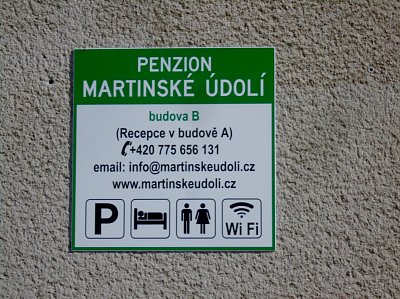 PENZION
MARTINSKÉ ÚDOLÍ
budova B
(Recepce v budově A)
+420 775 656 131
email: info@martinskeudoli.cz
www.martinskeudoli.cz
P
Wi Fi